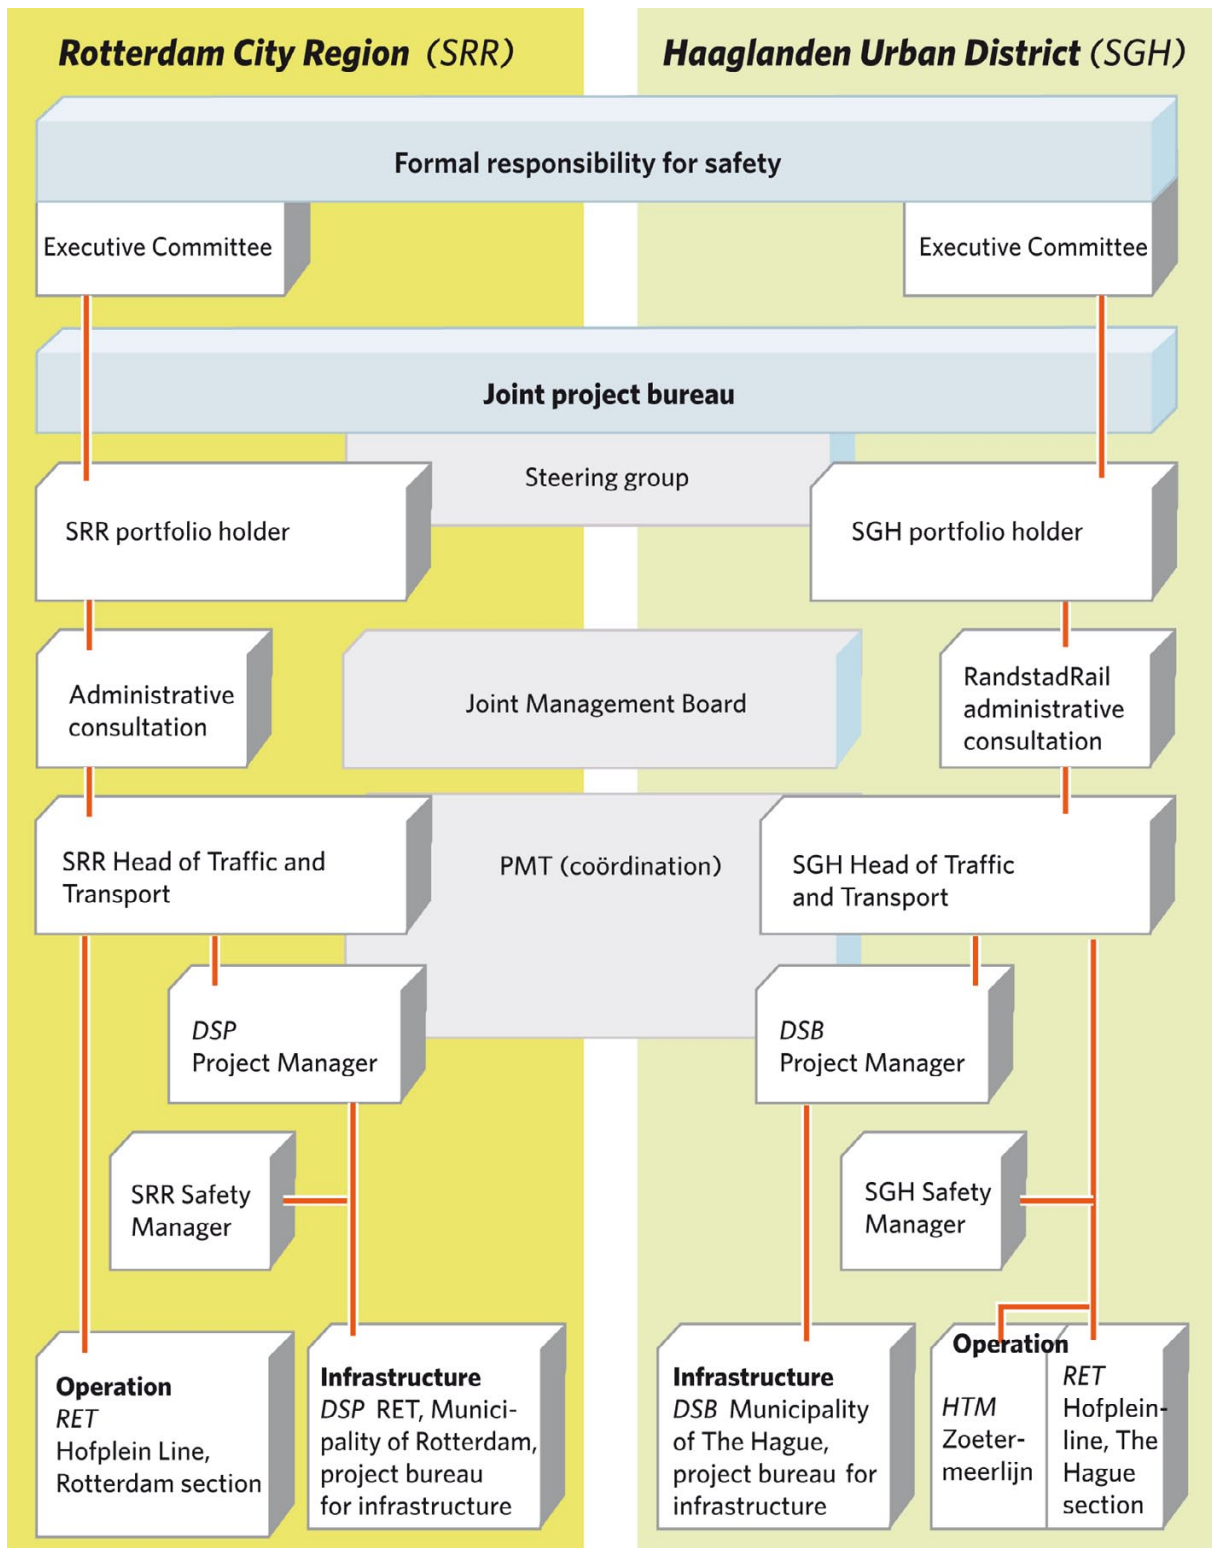 Rotterdam City Region (SRR)
Haaglanden Urban District (SGH)
Formal responsibility for safety
Executive Committee
Executive Committee
Joint project bureau
Steering group
SRR portfolio holder
SGH portfolio holder
Administrative
consultation
Joint Management Board
RandstadRail
administrative
consultation
SRR Head of Traffic and
Transport
PMT (coördination)
SGH Head of Traffic
and Transport
DSP
Project Manager
DSB
Project Manager
SRR Safety
Manager
SGH Safety
Manager
Operation
RET
Hofplein Line,
Rotterdam section
Infrastructure
DSP RET, Munici-
pality of Rotterdam,
project bureau
for infrastructure
Infrastructure
DSB Municipality
of The Hague,
project bureau for
infrastructure
Operation
HTM
Zoeter-
meerlijn
RET
Hofplein-
line, The
Hague
section